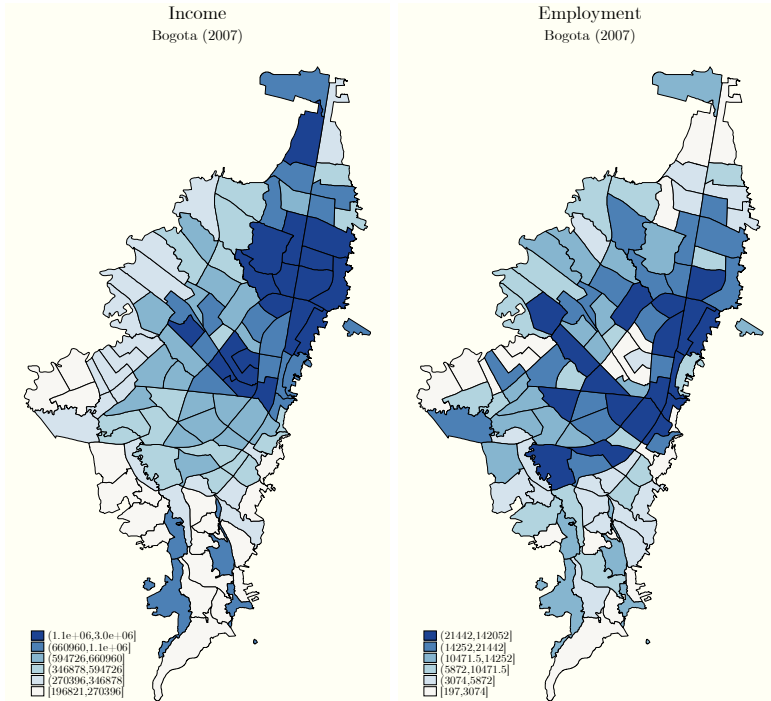 Income
Bogota (2007)
(1.1e+06,3.0e+06]
(660960,1.1e+06]
(594726,660960]
(346878,594726]
(270396,346878]
[196821,270396]
Employment
Bogota (2007)
(21442,142052]
(14252,21442]
(10471.5,14252]
(5872,10471.5]
(3074,5872]
[197,3074]